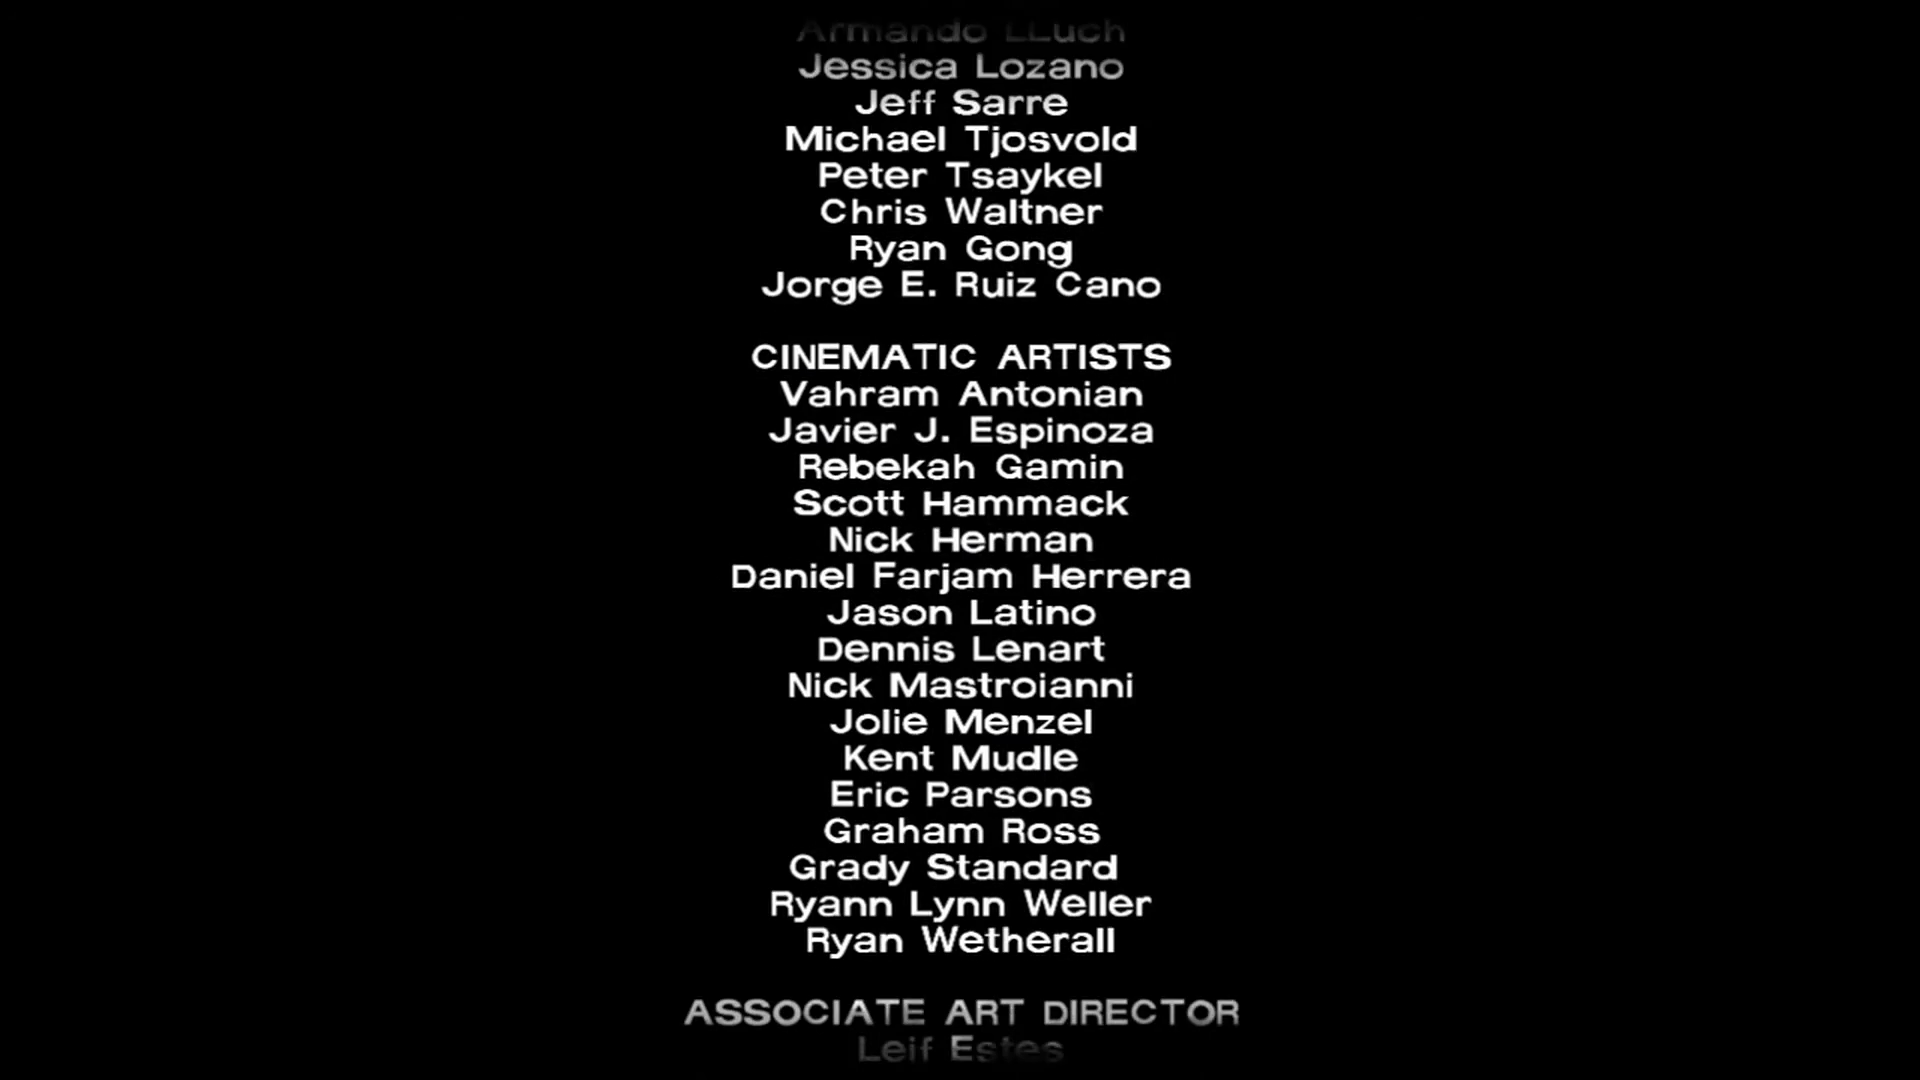 Armando LLuch
Jessica Lozano
Jeff Sarre
Michael Tjosvold
Peter Tsaykel
Chris Waltner
Ryan Gong
Jorge E. Ruiz Cano
CINEMATIC ARTISTS
Vahram Antonian
Javier J. Espinoza
Rebekah Gamin
Scott Hammack
Nick Herman
Daniel Farjam Herrera
Jason Latino
Dennis Lenart
Nick Mastroianni
Jolie Menzel
Kent Mudle
Eric Parsons
Graham Ross
Grady Standard
Ryann Lynn Weller
Ryan Wetherall
ASSOCIATE ART DIRECTOR
Leif Estes